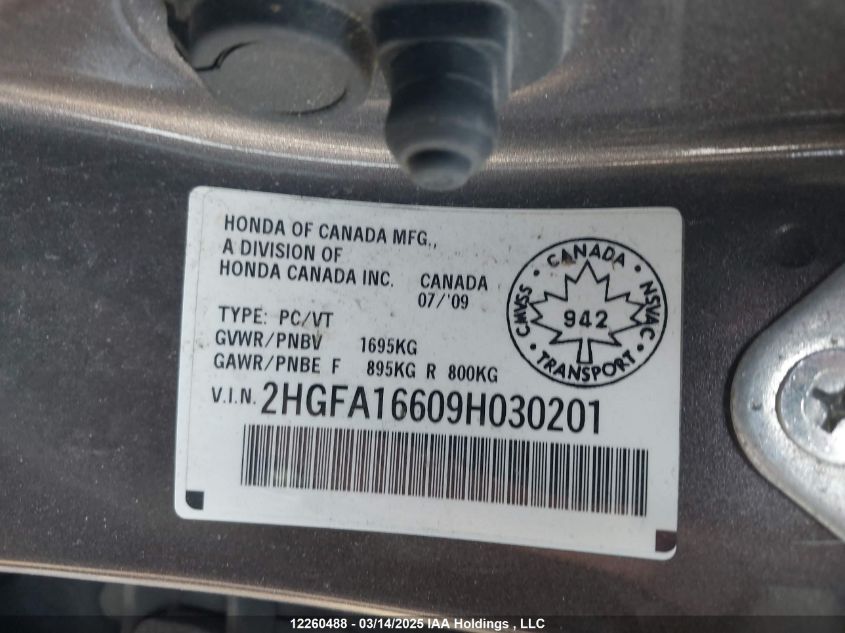 HONDA OF CANADA MFG.,
A DIVISION OF
HONDA CANADA INC. CANADA
07/'09
TYPE: PC/VT
GVWR/PNBV 1695KG
GAWR/PNBE F 895KG R 800KG
V.I.N. 2HGFA16609H030201
· CANADA ·
CMVSS
NSVAC
942
· TRANSPORT ·
12260488 - 03/14/2025 IAA Holdings , LLC